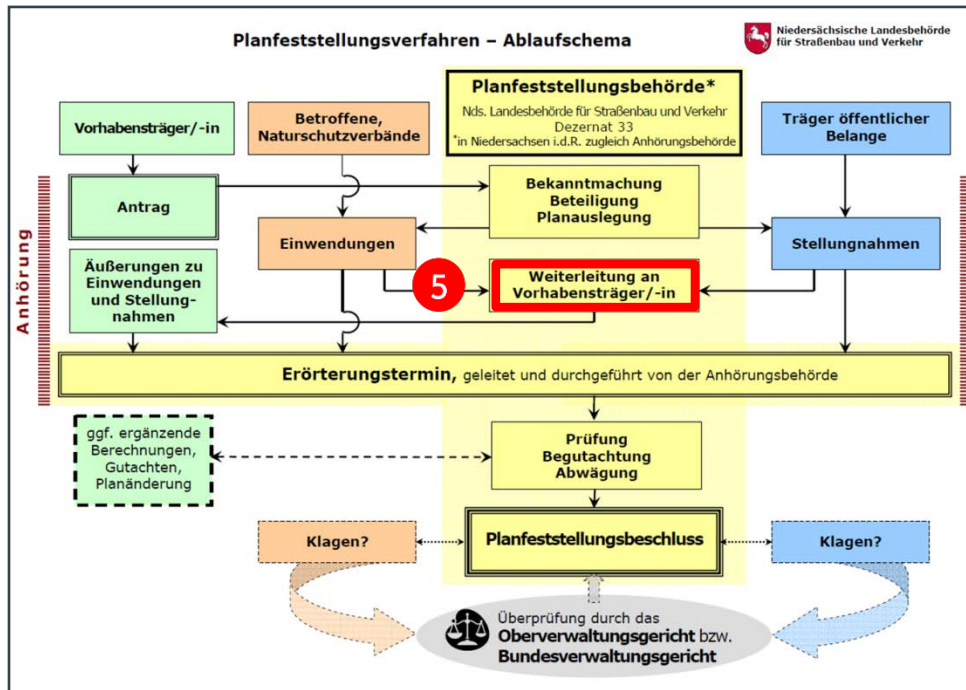 Planfeststellungsverfahren – Ablaufschema
Niedersächsische Landesbehörde
für Straßenbau und Verkehr
Planfeststellungsbehörde*
Nds. Landesbehörde für Straßenbau und Verkehr
Dezernat 33
*in Niedersachsen i.d.R. zugleich Anhörungsbehörde
Vorhabensträger/-in
Betroffene,
Naturschutzverbände
Träger öffentlicher
Belange
Anhörung
Antrag
Bekanntmachung
Beteiligung
Planauslegung
Einwendungen
Stellungnahmen
Äußerungen zu
Einwendungen
und Stellung-
nahmen
5
Weiterleitung an
Vorhabensträger/-in
Erörterungstermin, geleitet und durchgeführt von der Anhörungsbehörde
ggf. ergänzende
Berechnungen,
Gutachten,
Planänderung
Prüfung
Begutachtung
Abwägung
Klagen?
Planfeststellungsbeschluss
Klagen?
Überprüfung durch das
Oberverwaltungsgericht bzw.
Bundesverwaltungsgericht